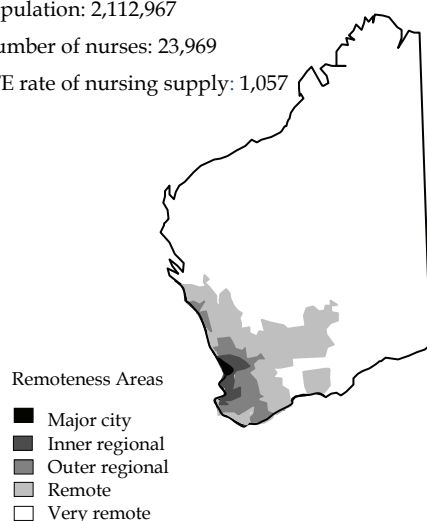 pulation: 2,112,967
umber of nurses: 23,969
E rate of nursing supply: 1,057
Remoteness Areas
Major city
Inner regional
Outer regional
Remote
Very remote